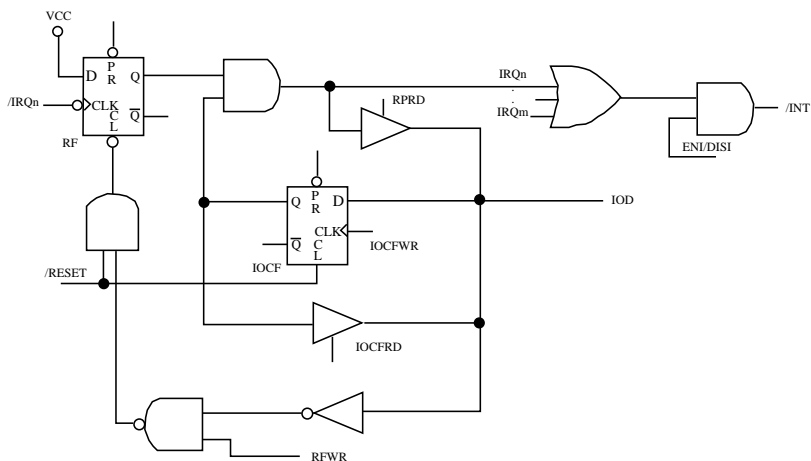 VCC
P
R
D
Q
/IRQn
CLK
C
L
Q
RF
RPRD
IRQn
.
.
IRQm
/INT
ENI/DISI
P
R
Q
D
IOD
CLK
Q
C
L
IOCFWR
IOCF
/RESET
IOCFRD
RFWR